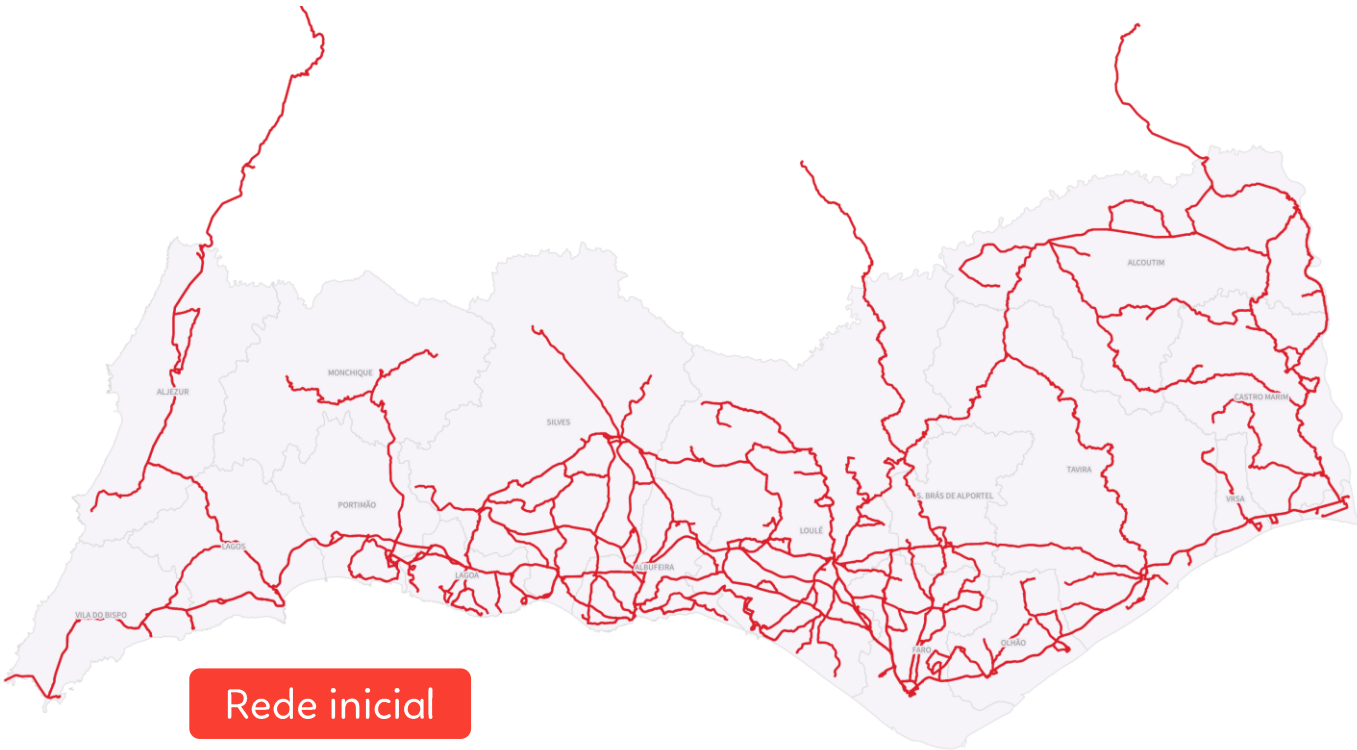 ALCOUTIM
MONCHIQUE
ALJEZUR
CASTRO MARIM
SILVES
TAVIRA
S. BRÁS DE ALPORTEL
VRSA
PORTIMÃO
LOULÉ
LAGOS
ALBUFEIRA
LAGOA
VILA DO BISPO
OLHÃO
FARO
Rede inicial